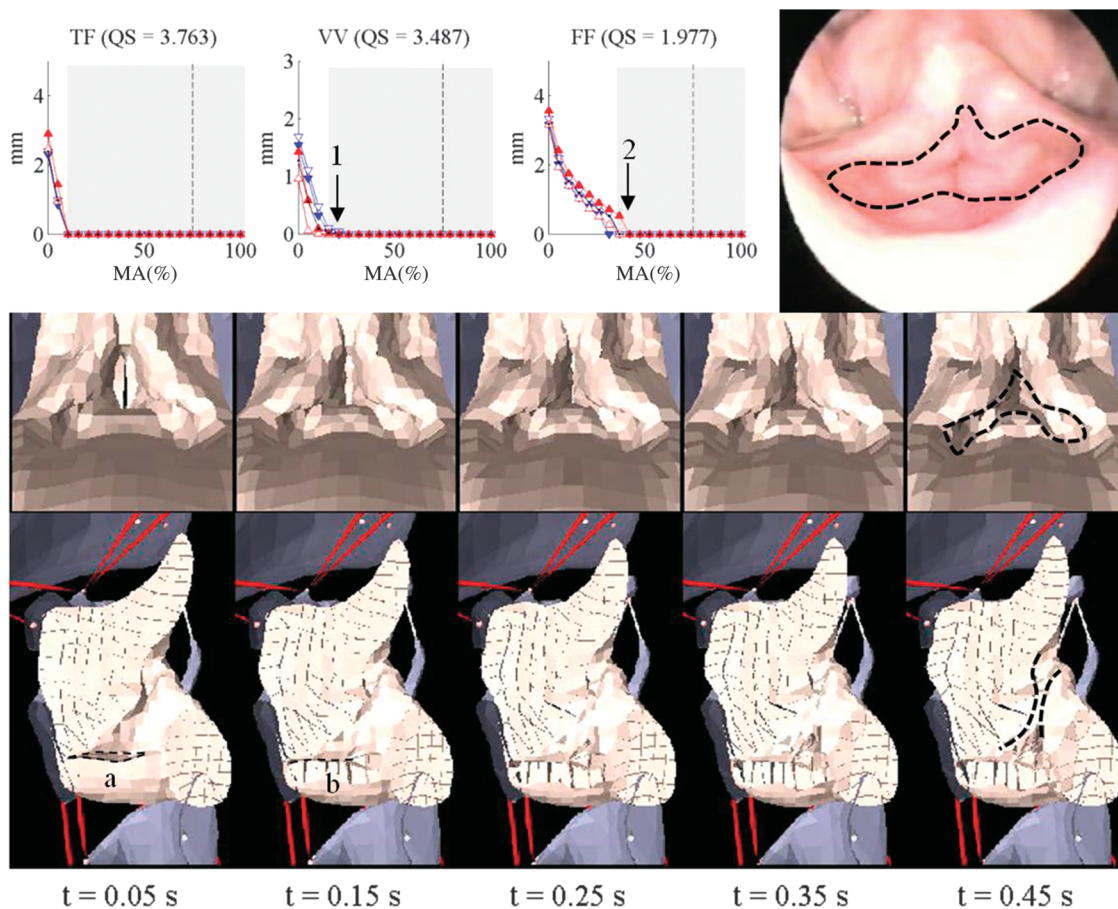 TF (QS = 3.763)
VV (QS = 3.487)
FF (QS = 1.977)
4
2
0
mm
0
50
100
MA(%)
3
2
1
1
0
mm
1
0
50
100
MA(%)
4
2
0
mm
2
0
50
100
MA(%)
a
b
t = 0.05 s
t = 0.15 s
t = 0.25 s
t = 0.35 s
t = 0.45 s